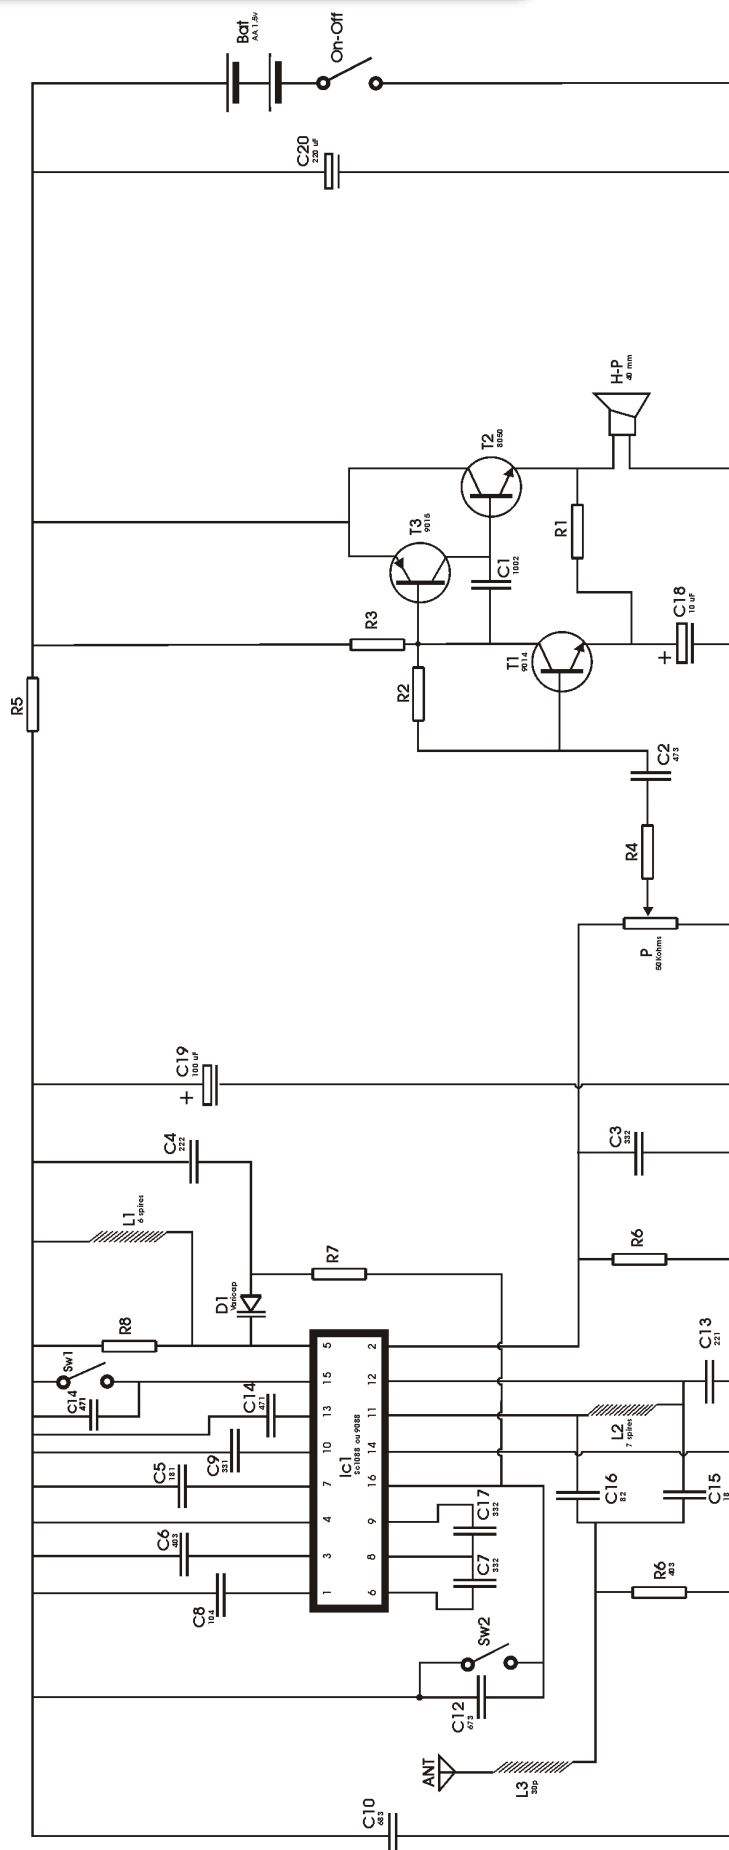 Bat
AA 1.5v
On-Off
C20
220 uF
H-P
40 mm
T2
8050
T3
9015
R1
C1
1002
R3
C18
10 uF
+
T1
9014
R2
R5
C2
473
R4
P
50Kohms
C19
100 uF
+
C4
222
C3
332
L1
6 spires
R7
R6
D1
Varicap
R8
Sw1
C14
471
C14
471
C13
221
5
15
13
10
7
4
3
1
Ic1
Sc1088 ou 9088
2
12
11
14
16
9
8
6
L2
7 spires
C9
331
C5
181
C6
403
C8
104
C16
82
C15
C17
332
C7
332
R6
403
Sw2
C12
673
ANT
L3
30p
C10
683